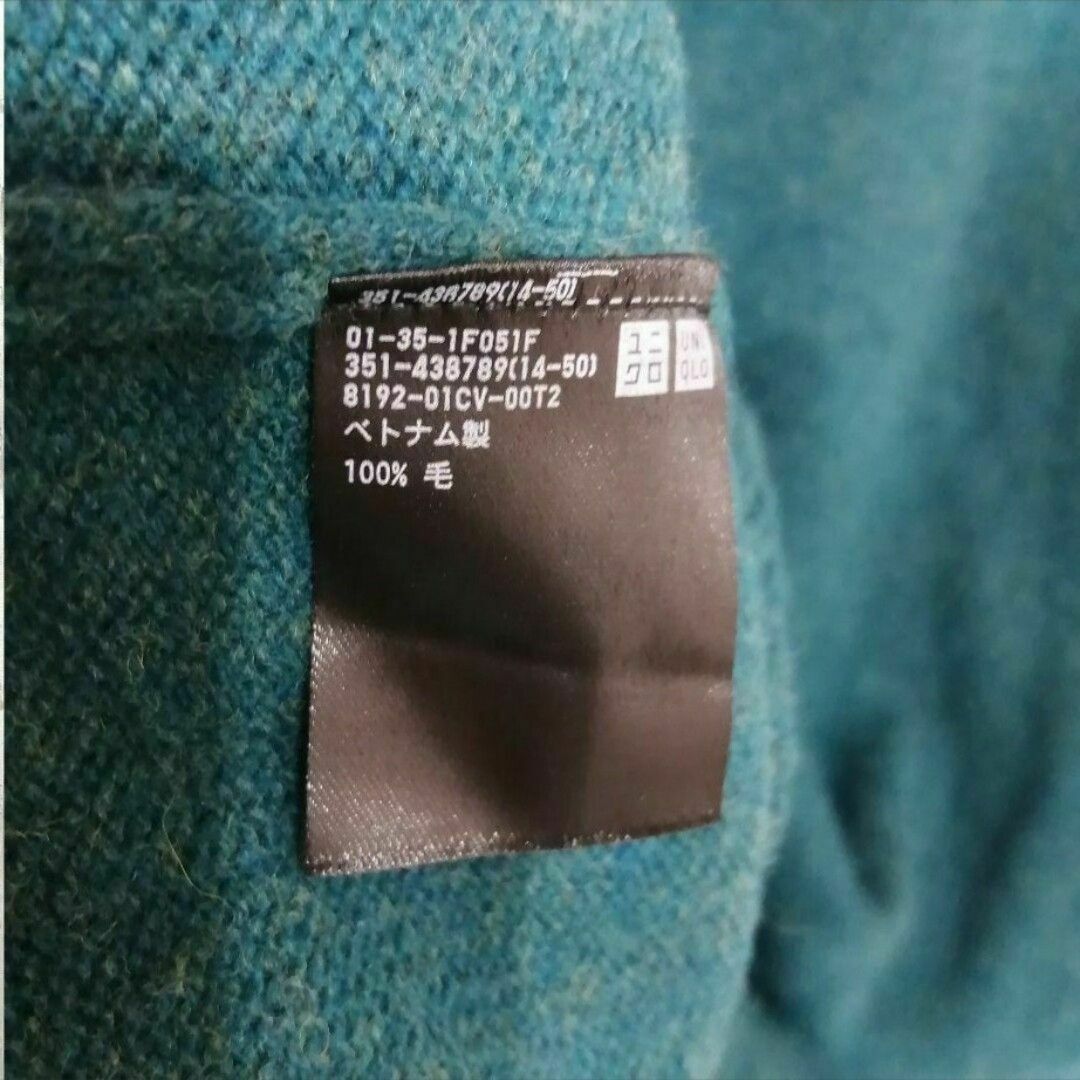 351-438789(14-50)
01-35-1F051F
351-438789(14-50)
8192-01CV-00T2
ベトナム製
100% 毛
ユニ
クロ
UNI
QLO